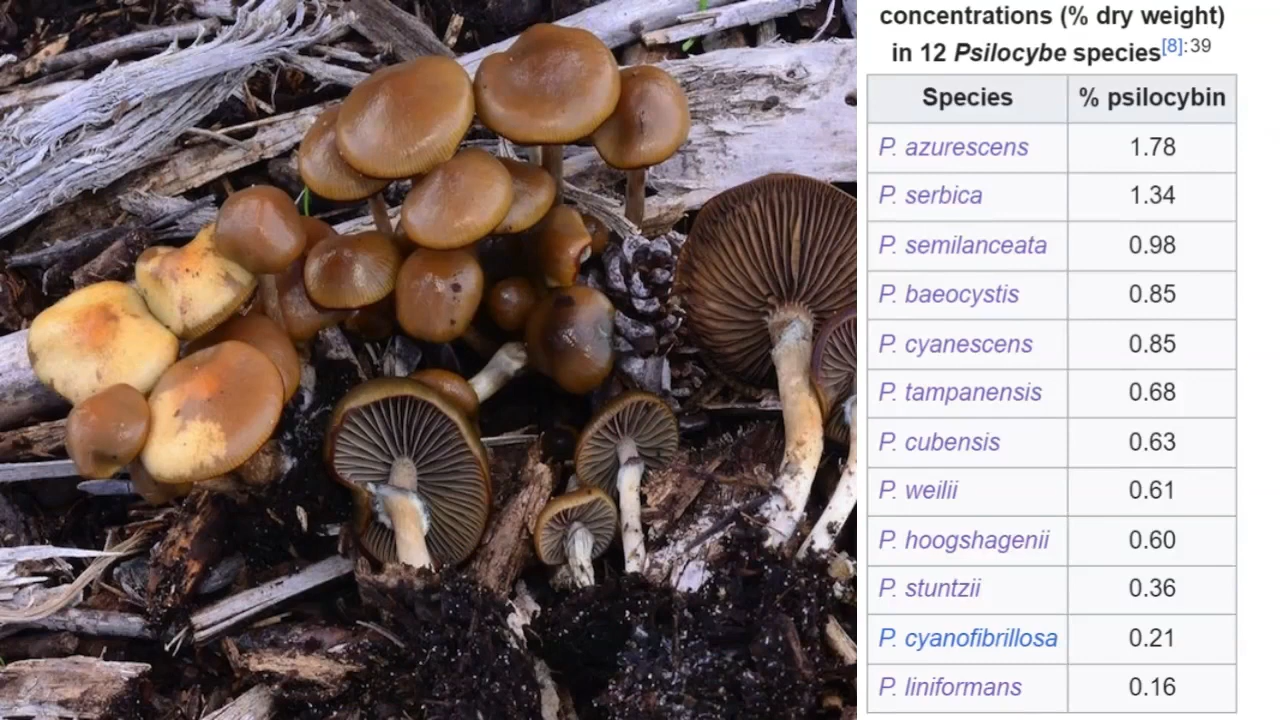 concentrations (% dry weight)
in 12 Psilocybe species[8]:39
Species % psilocybin
P. azurescens 1.78
P. serbica 1.34
P. semilanceata 0.98
P. baeocystis 0.85
P. cyanescens 0.85
P. tampanensis 0.68
P. cubensis 0.63
P. weilii 0.61
P. hoogshagenii 0.60
P. stuntzii 0.36
P. cyanofibrillosa 0.21
P. liniformans 0.16